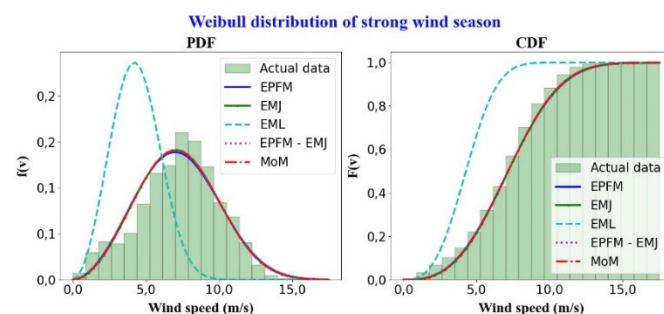 Weibull distribution of strong wind season
PDF
f(v)
0,2
0,2
0,1
0,1
0,0
0,0
5,0
10,0
15,0
Wind speed (m/s)
Actual data
EPFM
EMJ
EML
EPFM - EMJ
MoM
CDF
F(v)
1,0
0,8
0,6
0,4
0,2
0,0
0,0
5,0
10,0
15,0
Wind speed (m/s)
Actual data
EPFM
EMJ
EML
EPFM - EMJ
MoM